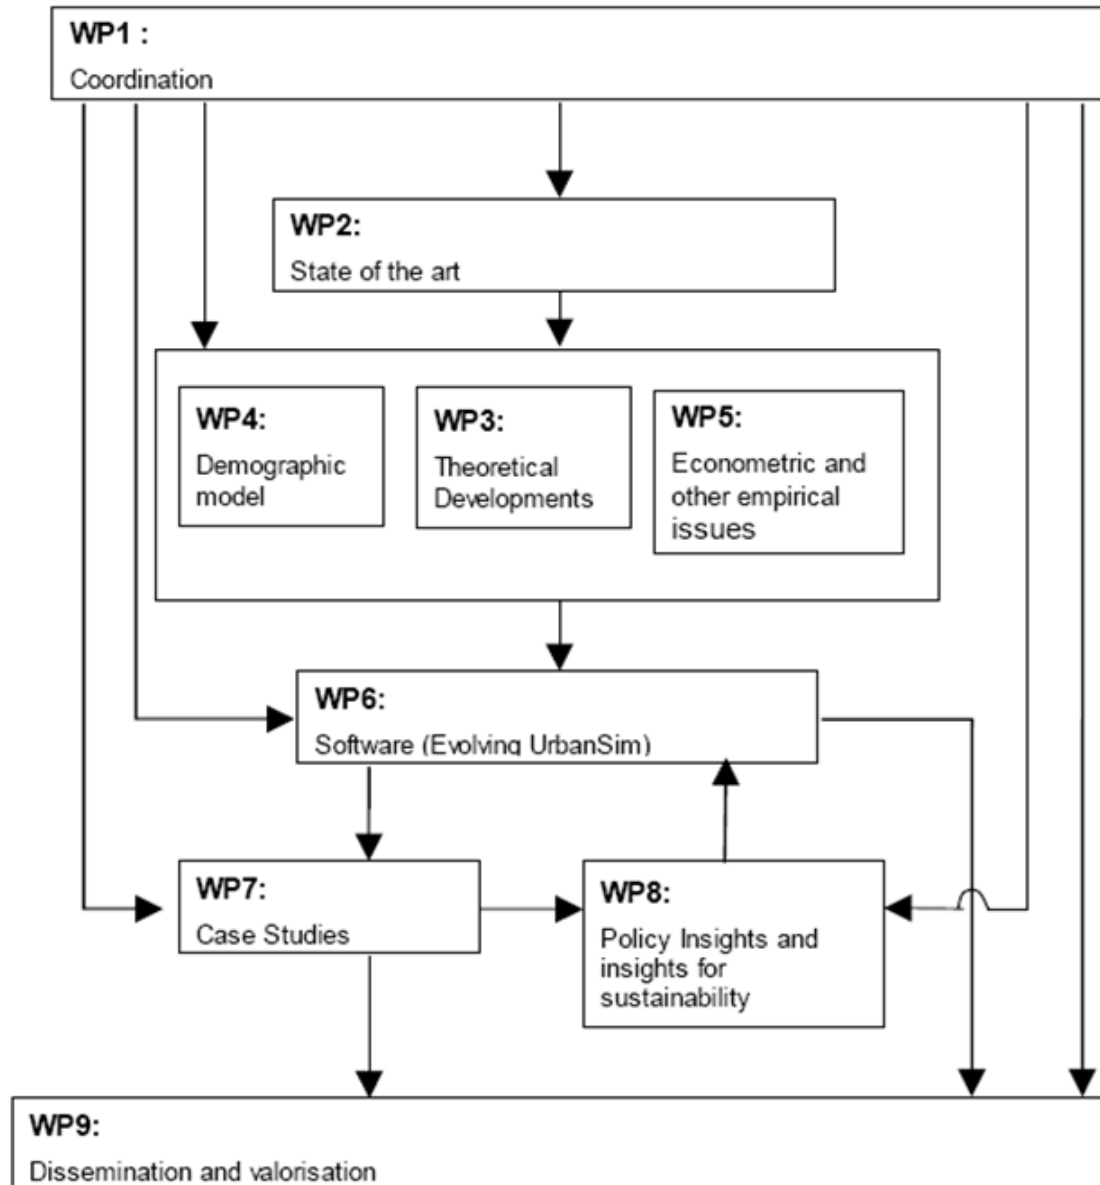 WP1 :
Coordination
WP2:
State of the art
WP4:
Demographic
model
WP3:
Theoretical
Developments
WP5:
Econometric and
other empirical
issues
WP6:
Software (Evolving UrbanSim)
WP7:
Case Studies
WP8:
Policy Insights and
insights for
sustainability
WP9:
Dissemination and valorisation